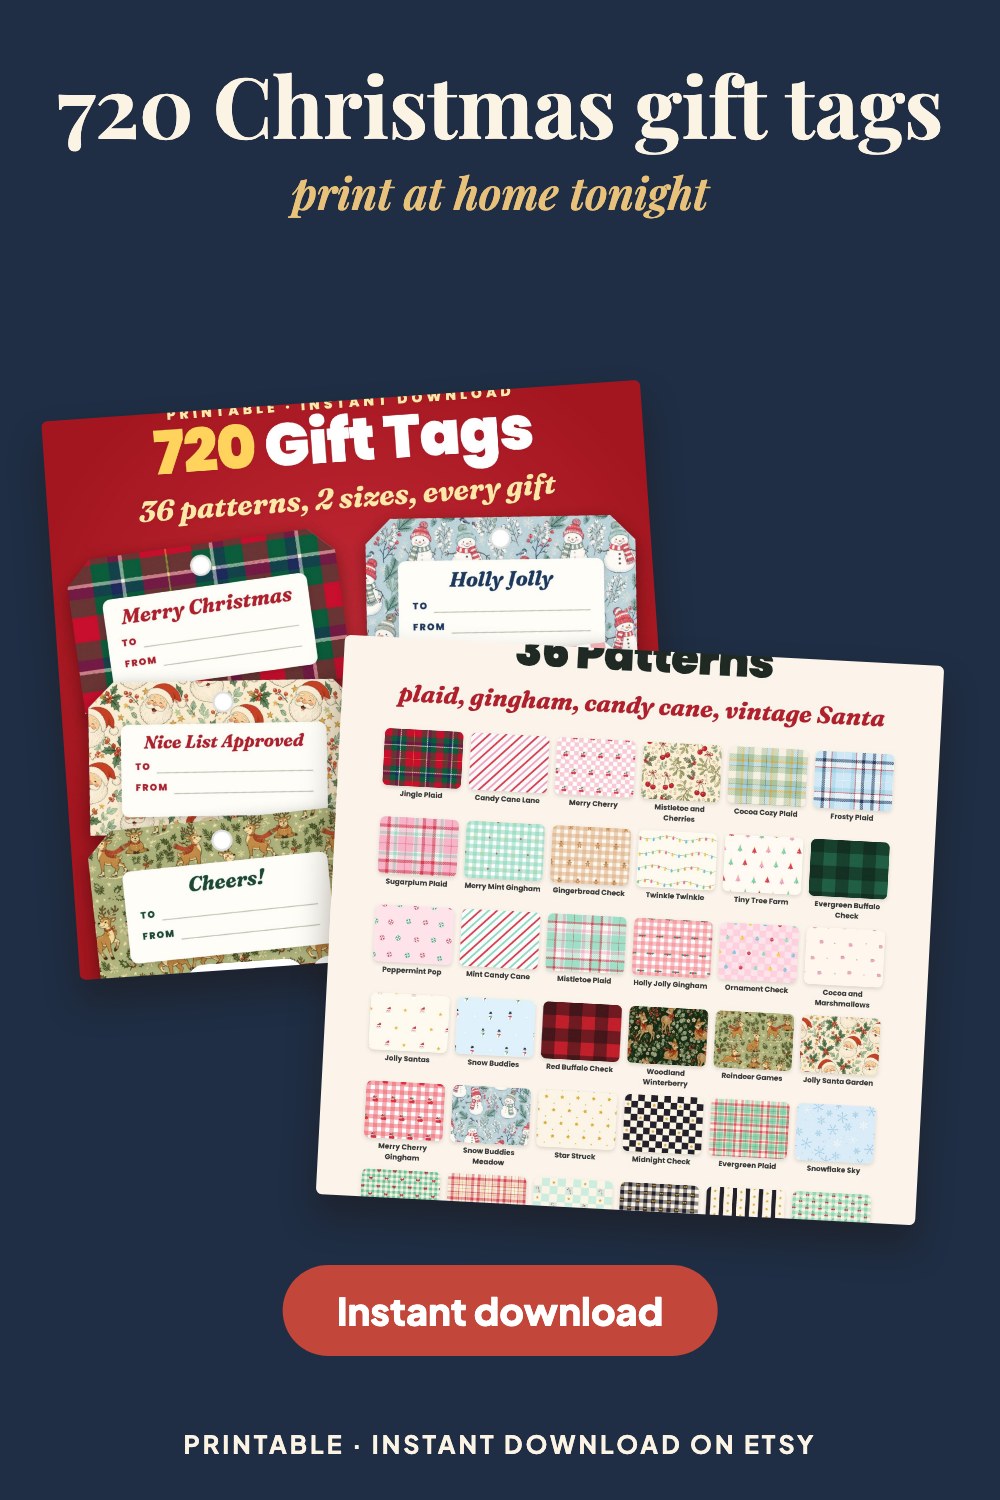 720 Christmas gift tags
print at home tonight
PRINTABLE · INSTANT DOWNLOAD
720 Gift Tags
36 patterns, 2 sizes, every gift
Merry Christmas
TO
FROM
Holly Jolly
TO
FROM
Nice List Approved
TO
FROM
Cheers!
TO
FROM
36 Patterns
plaid, gingham, candy cane, vintage Santa
Jingle Plaid
Candy Cane Lane
Merry Cherry
Mistletoe and
Cherries
Cocoa Cozy Plaid
Frosty Plaid
Sugarplum Plaid
Merry Mint Gingham
Gingerbread Check
Twinkle Twinkle
Tiny Tree Farm
Evergreen Buffalo
Check
Peppermint Pop
Mint Candy Cane
Mistletoe Plaid
Holly Jolly Gingham
Ornament Check
Cocoa and
Marshmallows
Jolly Santas
Snow Buddies
Red Buffalo Check
Woodland
Winterberry
Reindeer Games
Jolly Santa Garden
Merry Cherry
Gingham
Snow Buddies
Meadow
Star Struck
Midnight Check
Evergreen Plaid
Snowflake Sky
Instant download
PRINTABLE · INSTANT DOWNLOAD ON ETSY